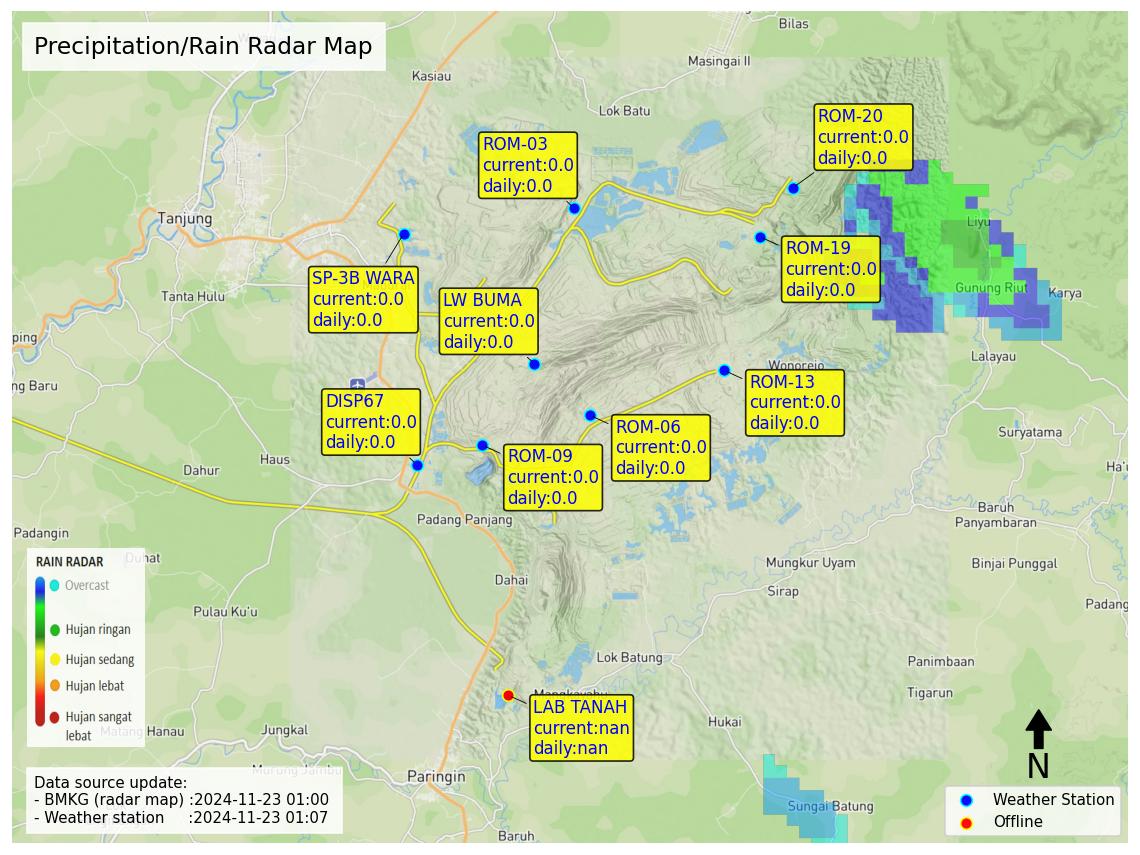 Precipitation/Rain Radar Map
Bilas
Masingai II
Kasiau
Lok Batu
ROM-20
current:0.0
daily:0.0
ROM-03
current:0.0
daily:0.0
Tanjung
Liyu
ROM-19
current:0.0
daily:0.0
SP-3B WARA
current:0.0
daily:0.0
Tanta Hulu
LW BUMA
current:0.0
daily:0.0
Gunung Riut
Karya
ping
Lalayau
Wonorejo
ng Baru
ROM-13
current:0.0
daily:0.0
DISP67
current:0.0
daily:0.0
ROM-06
current:0.0
daily:0.0
Suryatama
ROM-09
current:0.0
daily:0.0
Haus
Dahur
Ha'u
Baruh
Panyambaran
Padang Panjang
Padangin
Duhat
Mungkur Uyam
Binjai Punggal
Dahai
Sirap
Padang
Pulau Ku'u
RAIN RADAR
Overcast
Hujan ringan
Hujan sedang
Hujan lebat
Hujan sangat
lebat
Lok Batung
Panimbaan
Tigarun
Mangkayahu
LAB TANAH
current:nan
daily:nan
Hukai
Matang Hanau
Jungkal
Murung Jambu
Paringin
N
Data source update:
- BMKG (radar map) :2024-11-23 01:00
- Weather station :2024-11-23 01:07
Sungai Batung
Baruh
Weather Station
Offline